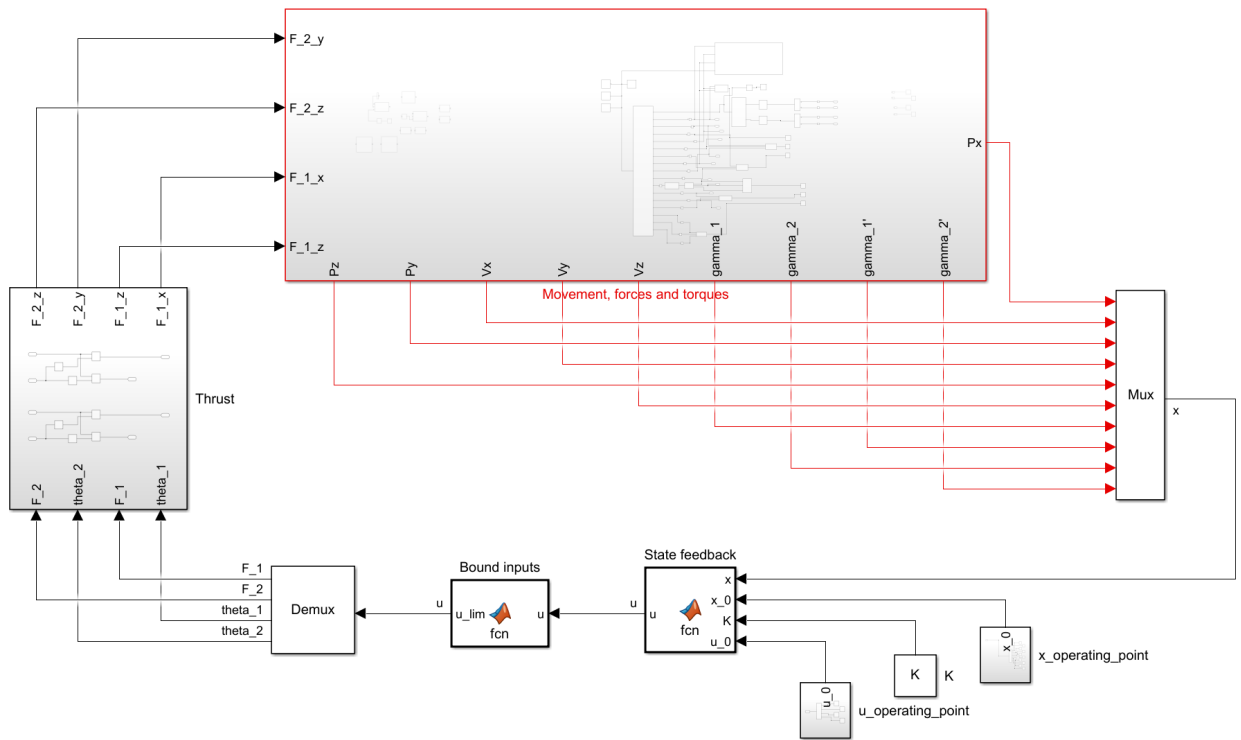 F_2_y
F_2_z
F_1_x
F_1_z
Px
Pz
Py
Vx
Vy
Vz
gamma_1
gamma_2
gamma_1'
gamma_2'
Movement, forces and torques
F_2_z
F_2_y
F_1_z
F_1_x
Thrust
F_2
theta_2
F_1
theta_1
Mux
x
State feedback
Bound inputs
F_1
F_2
theta_1
theta_2
Demux
u
u_lim
fcn
u
u
u
fcn
x
x_0
K
u_0
x_0
x_operating_point
K
K
u_0
u_operating_point